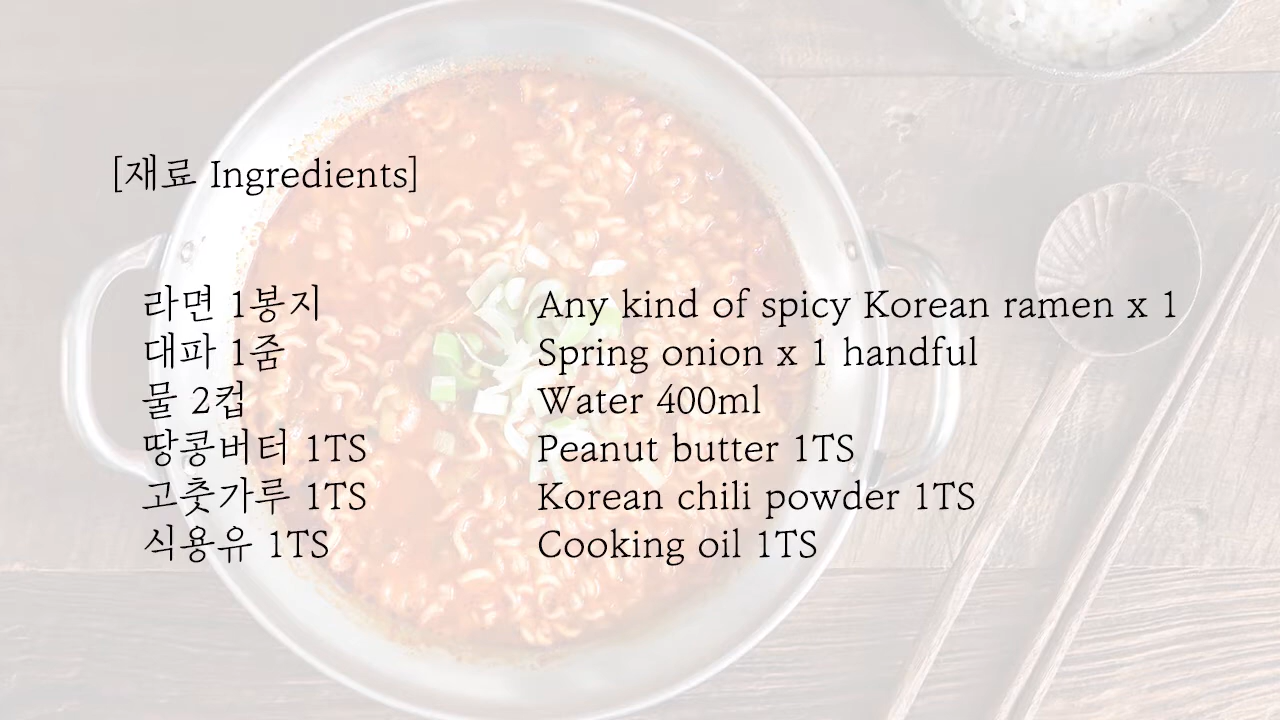 [재료 Ingredients]
라면 1봉지 Any kind of spicy Korean ramen x 1
대파 1줌 Spring onion x 1 handful
물 2컵 Water 400ml
땅콩버터 1TS Peanut butter 1TS
고춧가루 1TS Korean chili powder 1TS
식용유 1TS Cooking oil 1TS